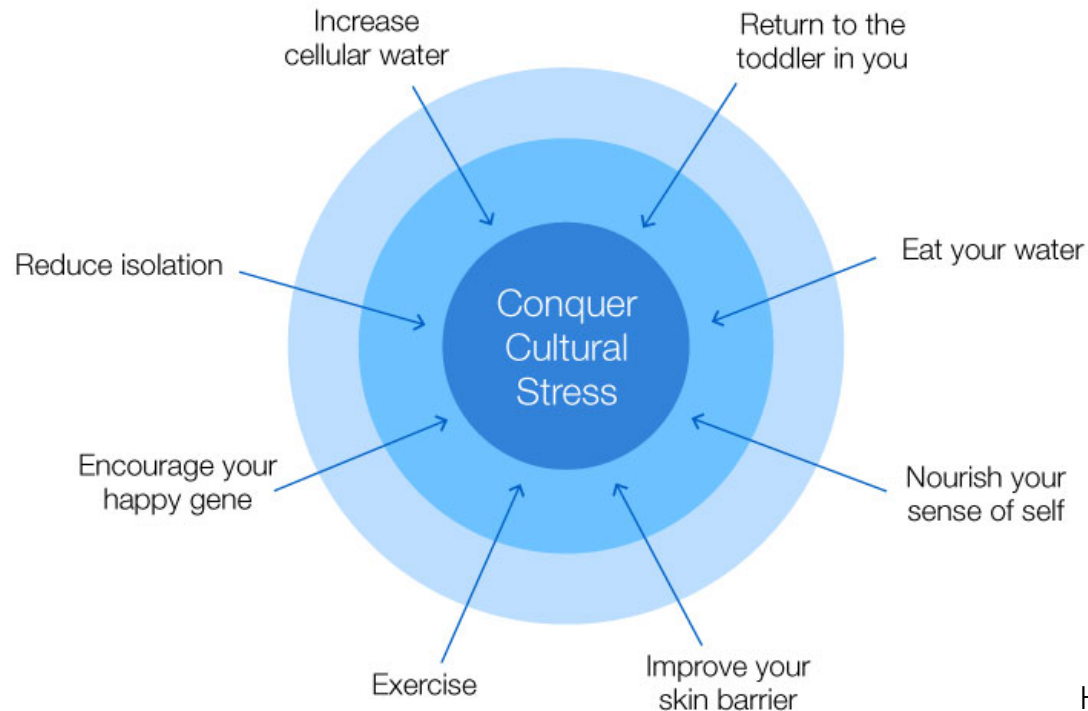 Increase
cellular water
Return to the
toddler in you
Reduce isolation
Eat your water
Conquer
Cultural
Stress
Encourage your
happy gene
Nourish your
sense of self
Exercise
Improve your
skin barrier